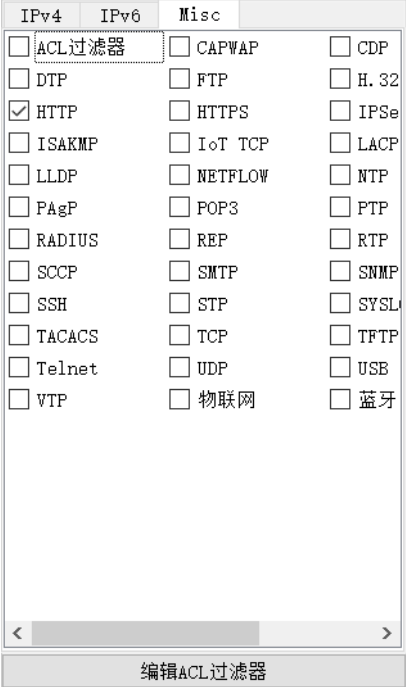 IPv4 IPv6 Misc
ACL过滤器 CAPWAP CDP
DTP FTP H.32
HTTP HTTPS IPSe
ISAKMP IoT TCP LACP
LLDP NETFLOW NTP
PAgP POP3 PTP
RADIUS REP RTP
SCCP SMTP SNMP
SSH STP SYSL
TACACS TCP TFTP
Telnet UDP USB
VTP 物联网 蓝牙
编辑ACL过滤器